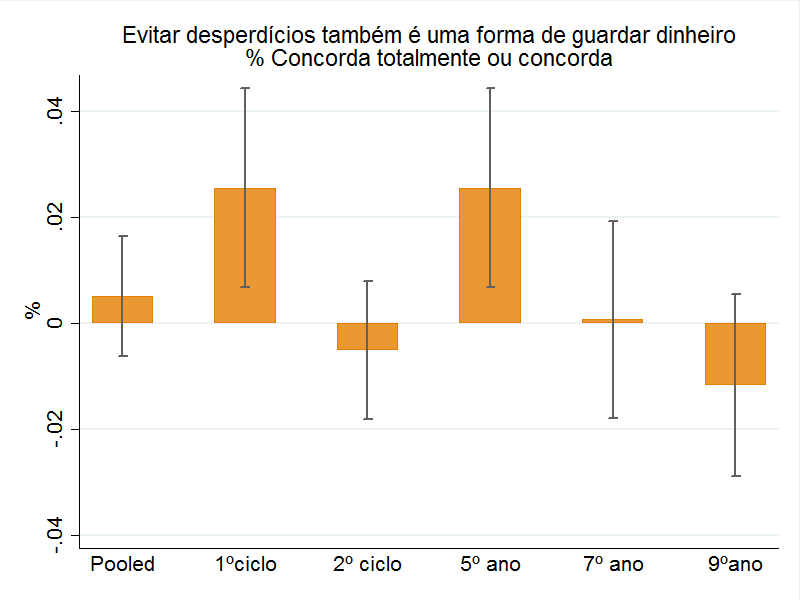 Evitar desperdícios também é uma forma de guardar dinheiro
% Concorda totalmente ou concorda
%
.04
.02
0
-.02
-.04
Pooled 1ºciclo 2º ciclo 5º ano 7º ano 9ºano